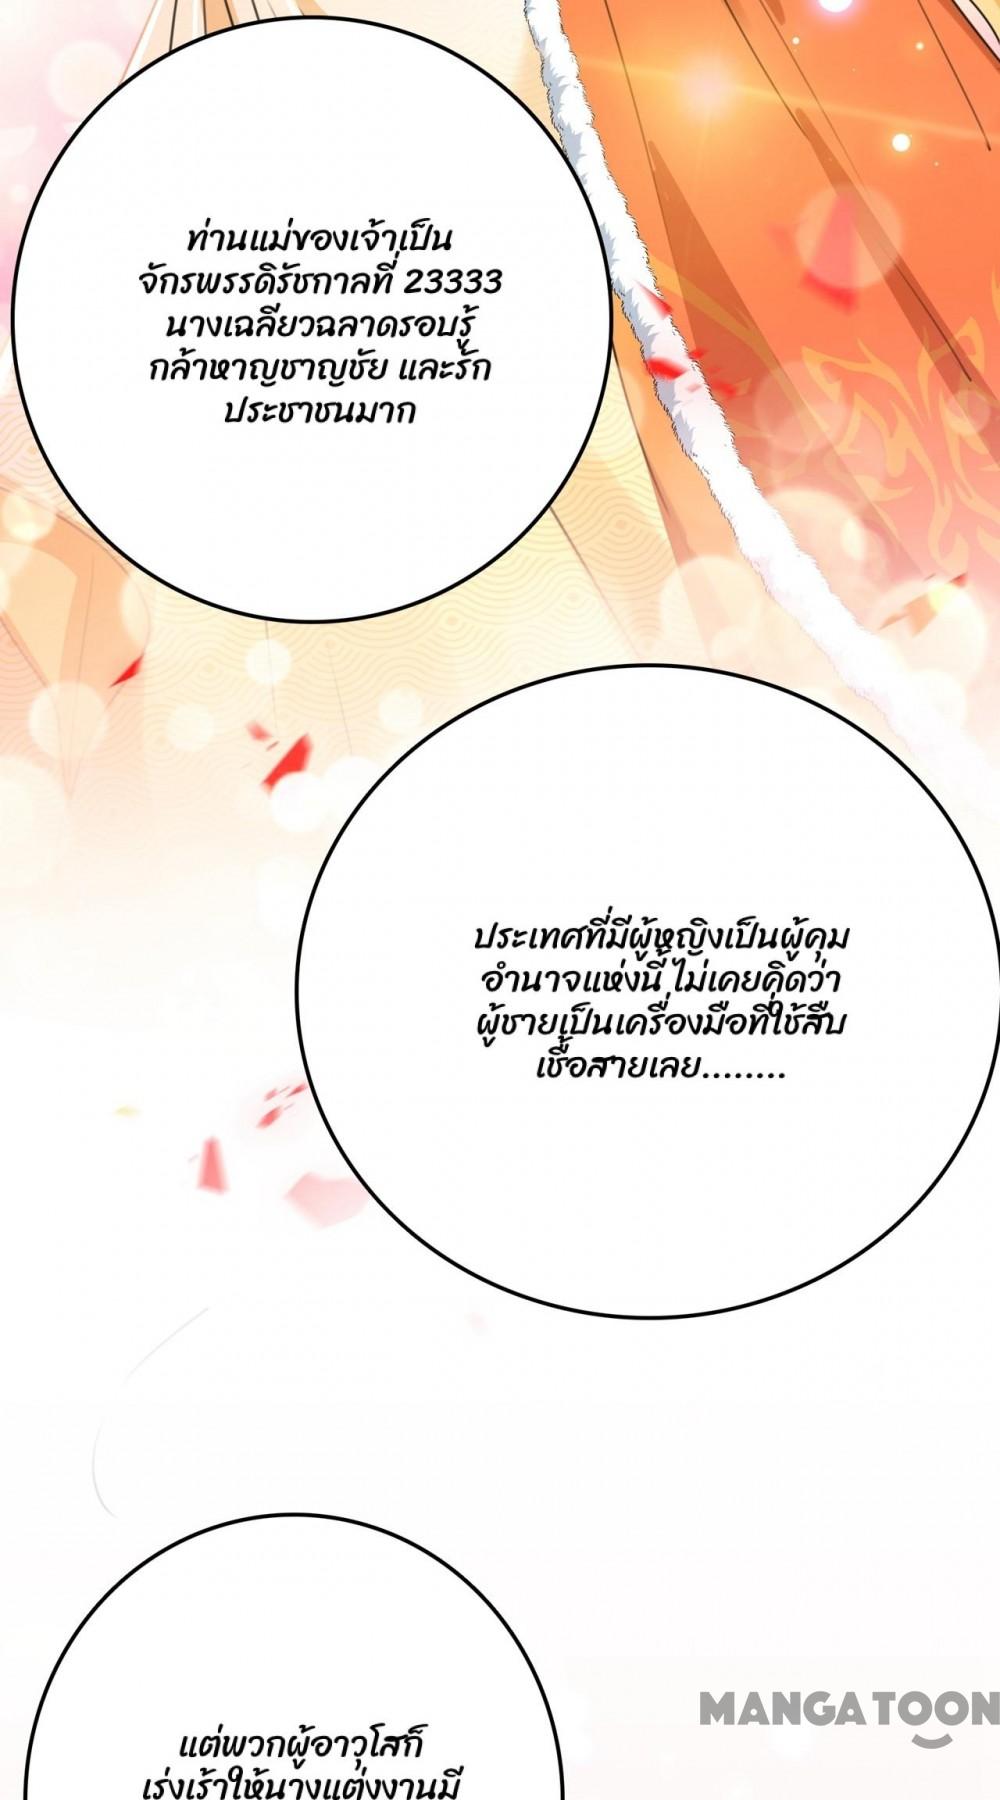 ท่านแม่ของเจ้าเป็น
จักรพรรดิรัชกาลที่ 23333
นางเฉลียวฉลาดรอบรู้
กล้าหาญชาญชัย และรัก
ประชาชนมาก
ประเทศที่มีผู้หญิงเป็นผู้คุม
อำนาจแห่งนี้ ไม่เคยคิดว่า
ผู้ชายเป็นเครื่องมือที่ใช้สืบ
เชื้อสายเลย........
MANGATOON
แต่พวกผู้อาวุโสก็
เร่งเร้าให้นางแต่งงานมี